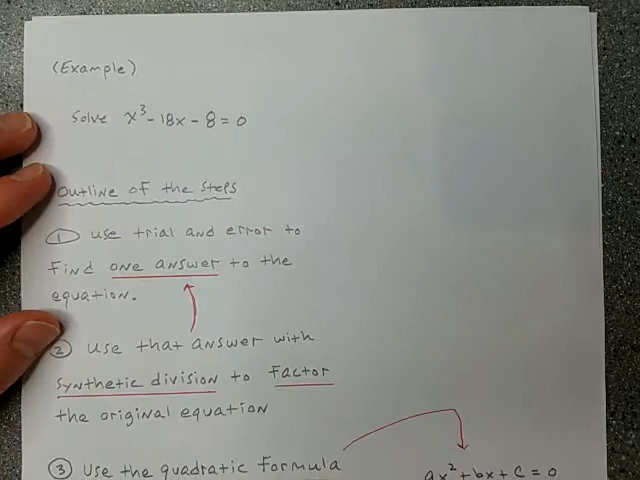 (Example)
Solve x³ - 18x - 8 = 0
Outline of the steps
① Use trial and error to
find one answer to the
equation.
② Use that answer with
synthetic division to factor
the original equation
③ Use the quadratic formula
ax² + bx + c = 0